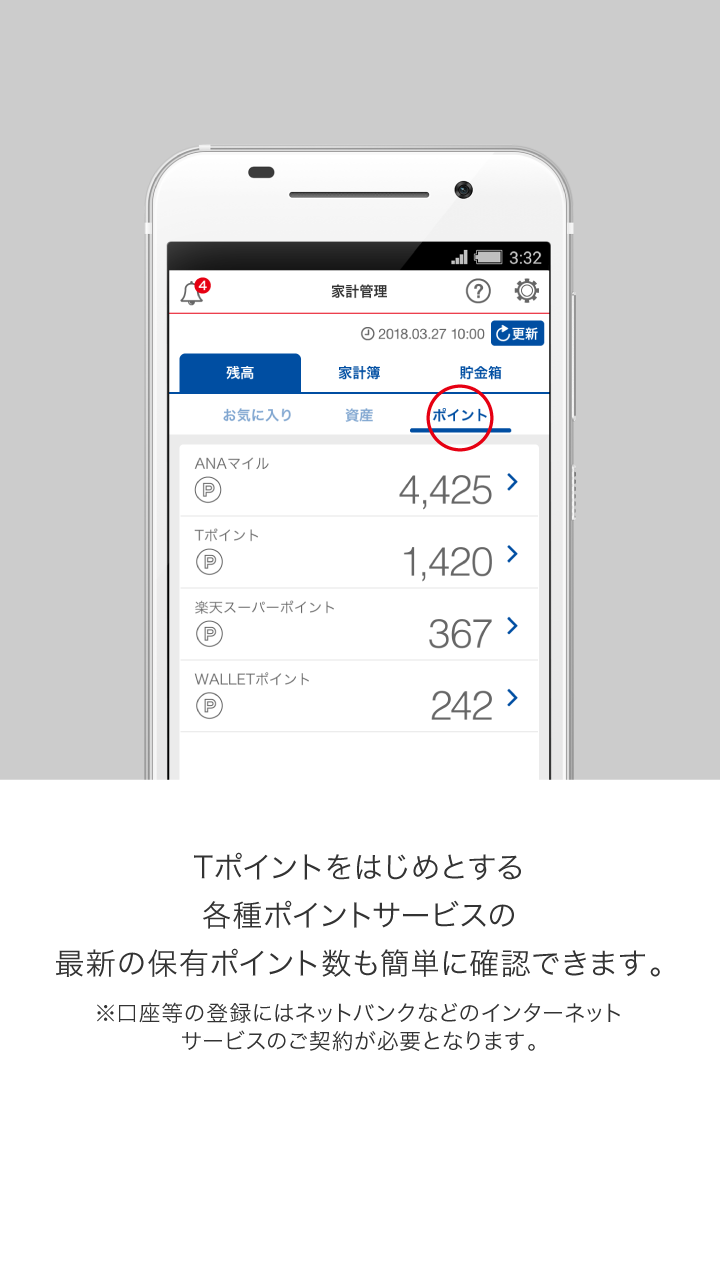 3:32
4
家計管理
?
2018.03.27 10:00 更新
残高 家計簿 貯金箱
お気に入り 資産 ポイント
ANAマイル
P 4,425
Tポイント
P 1,420
楽天スーパーポイント
P 367
WALLETポイント
P 242
Tポイントをはじめとする
各種ポイントサービスの
最新の保有ポイント数も簡単に確認できます。
※口座等の登録にはネットバンクなどのインターネット
サービスのご契約が必要となります。